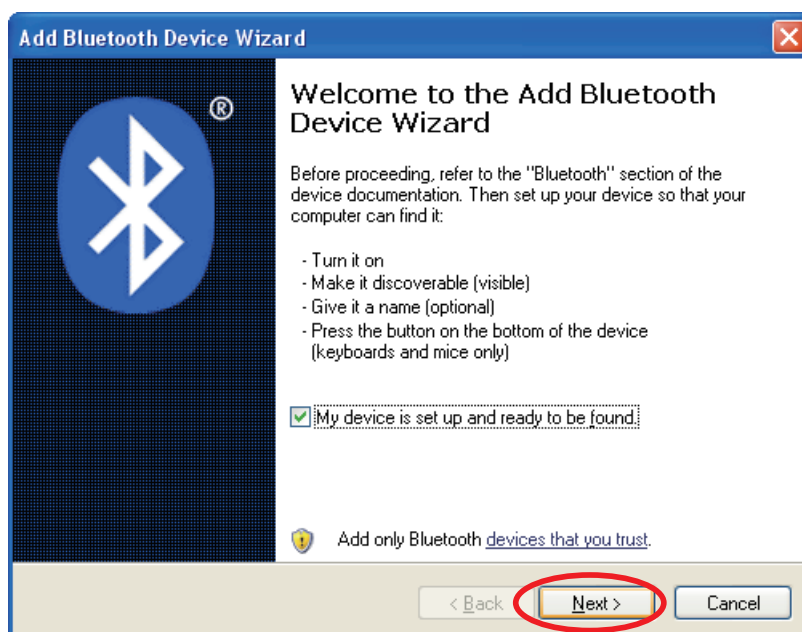 Add Bluetooth Device Wizard
®
Welcome to the Add Bluetooth
Device Wizard
Before proceeding, refer to the "Bluetooth" section of the
device documentation. Then set up your device so that your
computer can find it:
- Turn it on
- Make it discoverable (visible)
- Give it a name (optional)
- Press the button on the bottom of the device
(keyboards and mice only)
My device is set up and ready to be found.
Add only Bluetooth devices that you trust.
< Back Next > Cancel